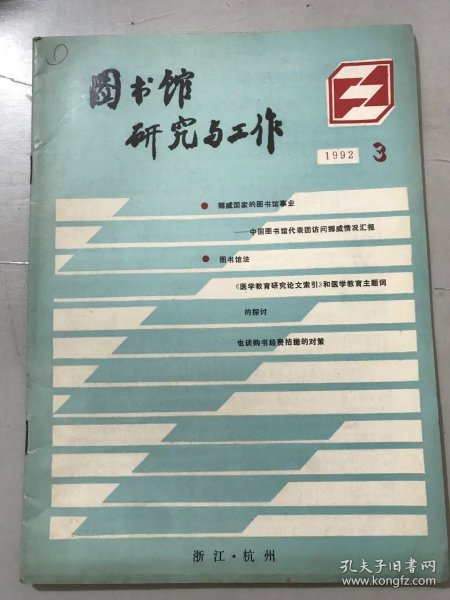 图书馆
研究与工作
1992 3
● 挪威国家的图书馆事业
——中国图书馆代表团访问挪威情况汇报
● 图书馆法
《医学教育研究论文索引》和医学教育主题词
的探讨
也谈购书经费拮据的对策
浙江·杭州
孔夫子旧书网
www.kongfz.com